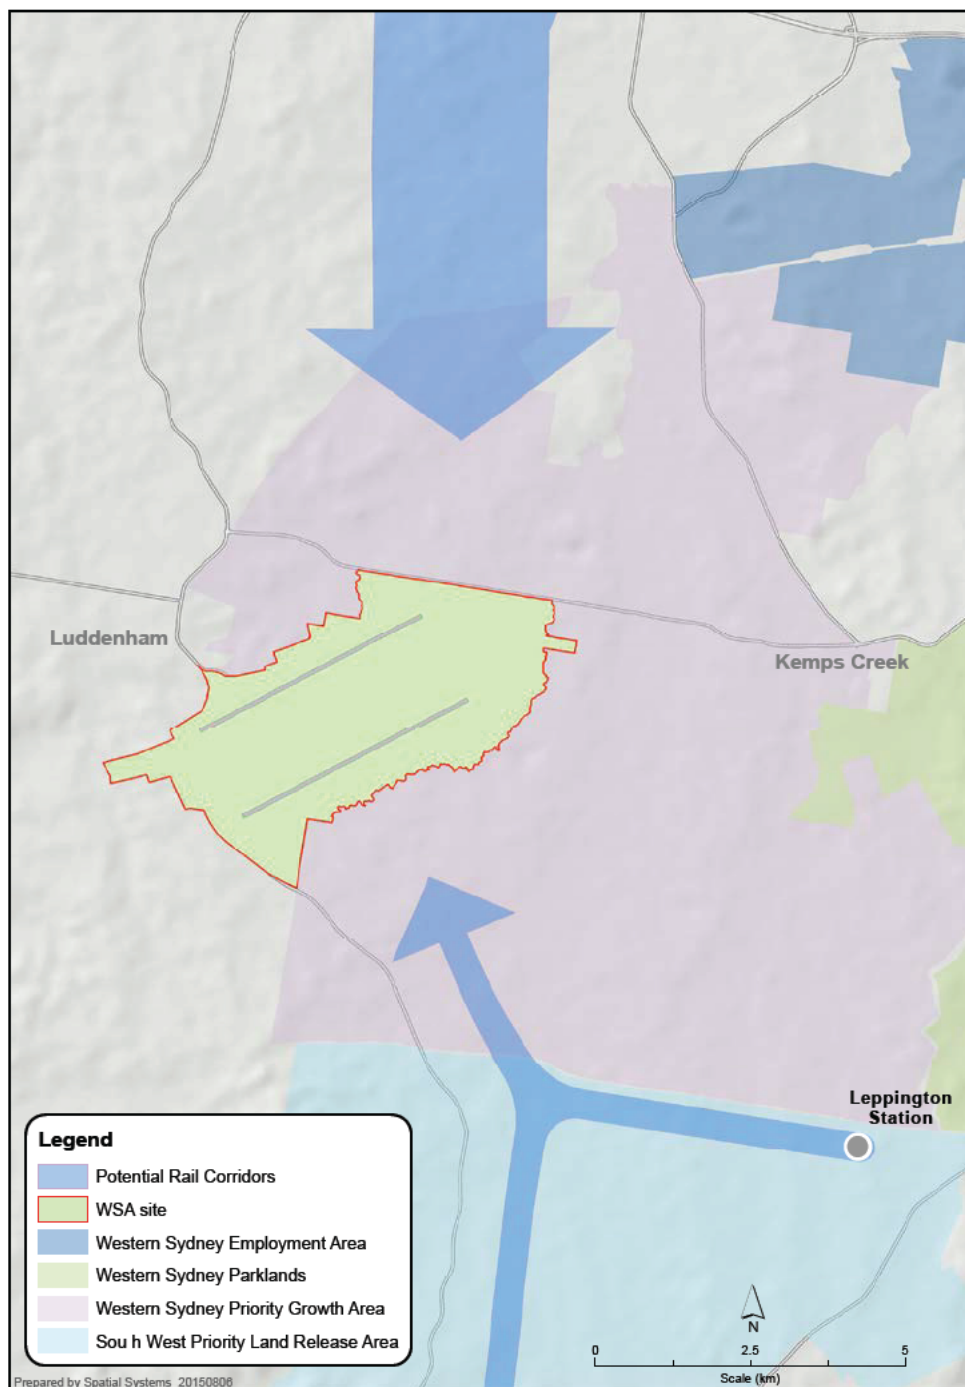 Luddenham
Kemps Creek
Leppington
Station
Legend
Potential Rail Corridors
WSA site
Western Sydney Employment Area
Western Sydney Parklands
Western Sydney Priority Growth Area
Sou h West Priority Land Release Area
N
0 2.5 5
Scale (km)
Prepared by Spatial Systems 20150806